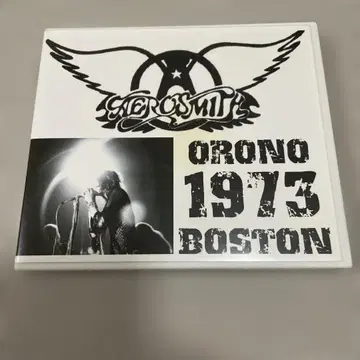 AEROSMITH
ORONO
1973
BOSTON